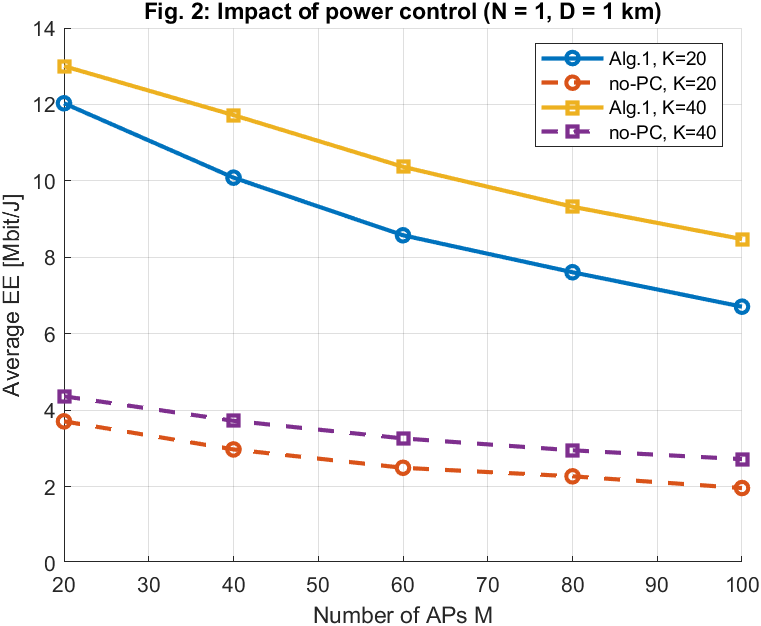 Fig. 2: Impact of power control (N = 1, D = 1 km)
14
12
10
8
6
4
2
0
Average EE [Mbit/J]
Alg.1, K=20
no-PC, K=20
Alg.1, K=40
no-PC, K=40
20 30 40 50 60 70 80 90 100
Number of APs M